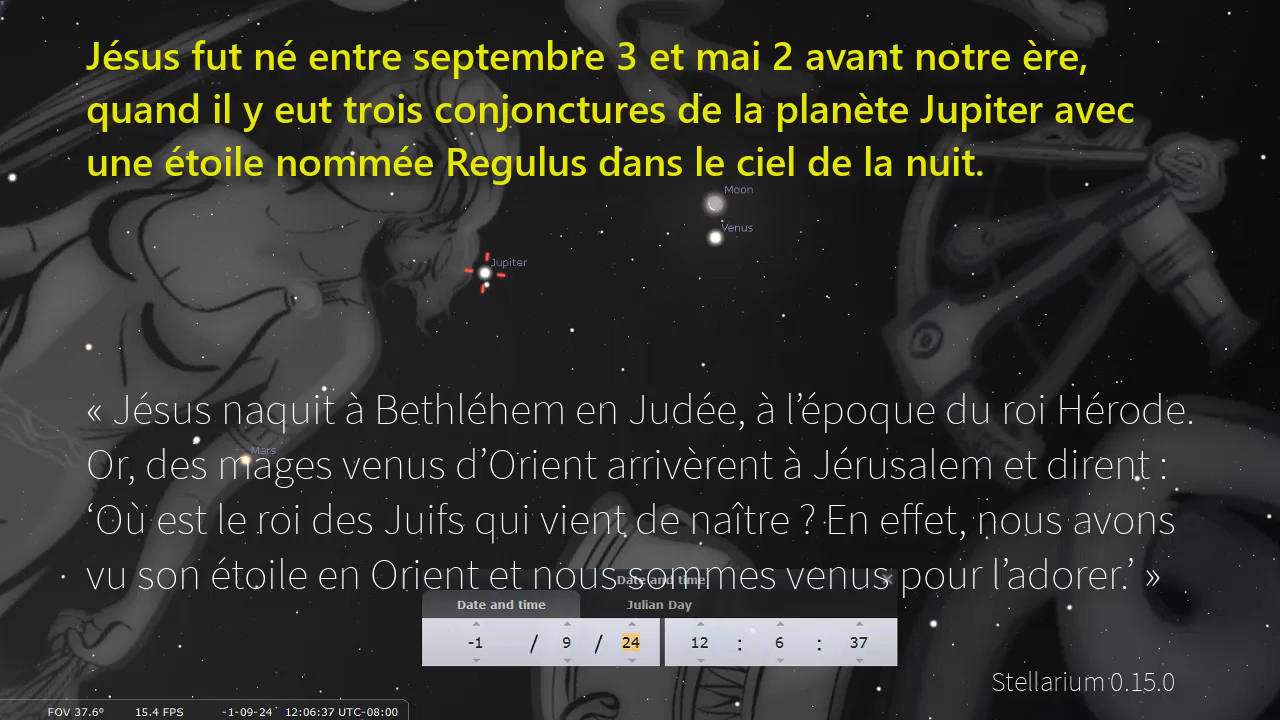 Jésus fut né entre septembre 3 et mai 2 avant notre ère,
quand il y eut trois conjonctures de la planète Jupiter avec
une étoile nommée Regulus dans le ciel de la nuit.
Moon
Venus
Jupiter
« Jésus naquit à Bethléhem en Judée, à l’époque du roi Hérode.
Mars
Or, des mages venus d’Orient arrivèrent à Jérusalem et dirent :
‘Où est le roi des Juifs qui vient de naître ? En effet, nous avons
vu son étoile en Orient et nous sommes venus pour l’adorer.’ »
Date and time
Date and time Julian Day
-1 / 9 / 24 12 : 6 : 37
Stellarium 0.15.0
FOV 37.6° 15.4 FPS -1-09-24 12:06:37 UTC-08:00